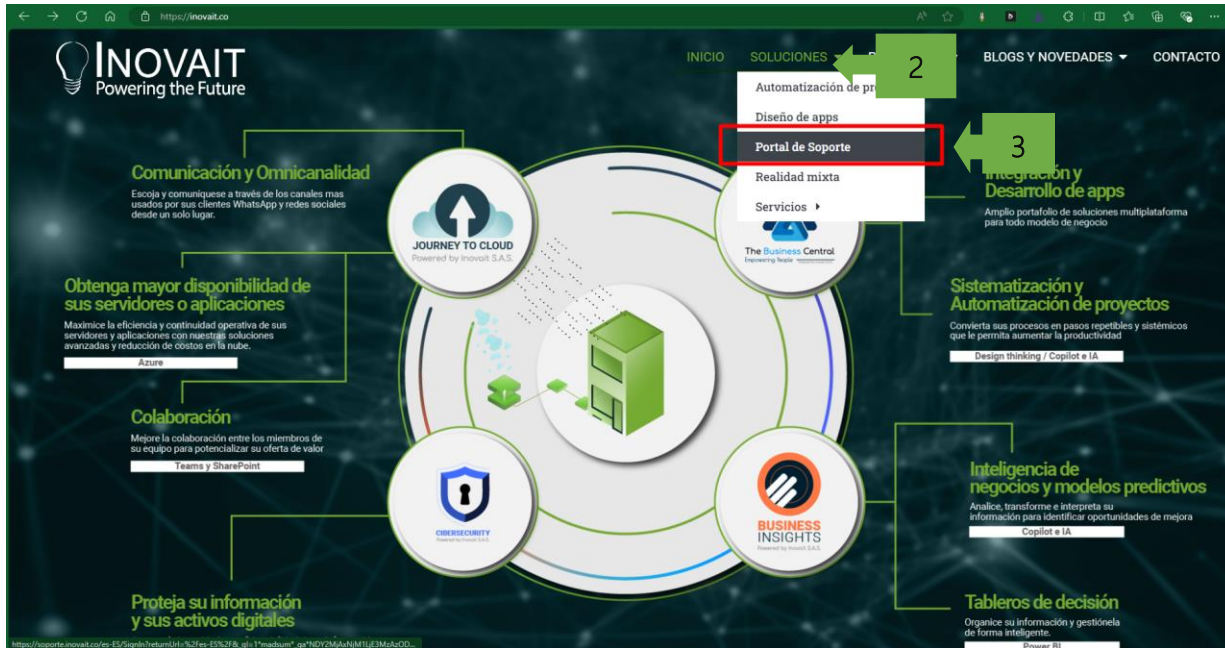 https://inovait.co
INOVAIT
Powering the Future
INICIO
SOLUCIONES
BLOGS Y NOVEDADES
CONTACTO
2
Automatización de pr
Diseño de apps
Portal de Soporte
Realidad mixta
Servicios
3
Comunicación y Omnicanalidad
Escoja y comuníquese a través de los canales mas
usados por sus clientes WhatsApp y redes sociales
desde un solo lugar.
Obtenga mayor disponibilidad de
sus servidores o aplicaciones
Maximice la eficiencia y continuidad operativa de sus
servidores y aplicaciones con nuestras soluciones
avanzadas y reducción de costos en la nube.
Azure
Colaboración
Mejore la colaboración entre los miembros de
su equipo para potencializar su oferta de valor
Teams y SharePoint
Proteja su información
y sus activos digitales
JOURNEY TO CLOUD
Powered by Inovait S.A.S.
The Business Central
Empowering People
CIBERSECURITY
Powered by Inovait S.A.S.
BUSINESS
INSIGHTS
Powered by Inovait S.A.S.
Integración y
Desarrollo de apps
Amplio portafolio de soluciones multiplataforma
para todo modelo de negocio
Sistematización y
Automatización de proyectos
Convierta sus procesos en pasos repetibles y sistémicos
que le permita aumentar la productividad
Design thinking / Copilot e IA
Inteligencia de
negocios y modelos predictivos
Analice, transforme e interpreta su
información para identificar oportunidades de mejora
Copilot e IA
Tableros de decisión
Organice su información y gestiónela
de forma inteligente.
Power BI